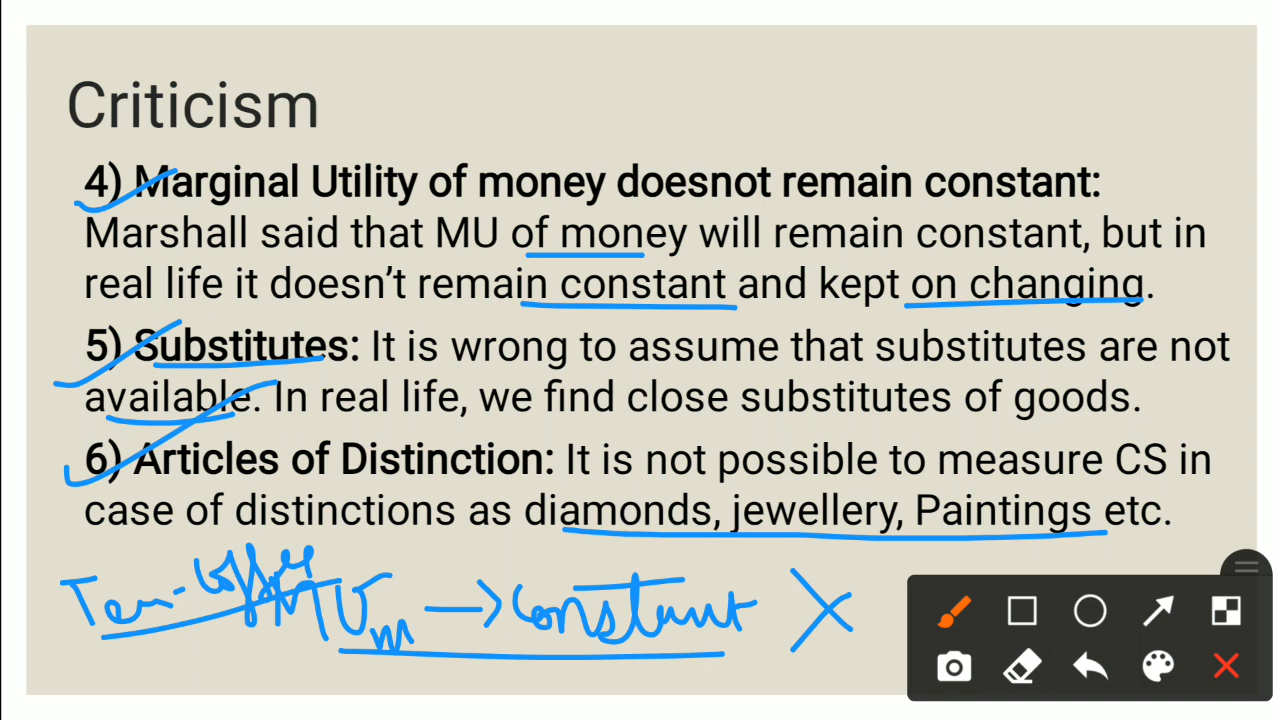 Criticism
4) Marginal Utility of money doesnot remain constant:
Marshall said that MU of money will remain constant, but in
real life it doesn’t remain constant and kept on changing.
5) Substitutes: It is wrong to assume that substitutes are not
available. In real life, we find close substitutes of goods.
6) Articles of Distinction: It is not possible to measure CS in
case of distinctions as diamonds, jewellery, Paintings etc.
Tea-Coffee MUm → Constant X